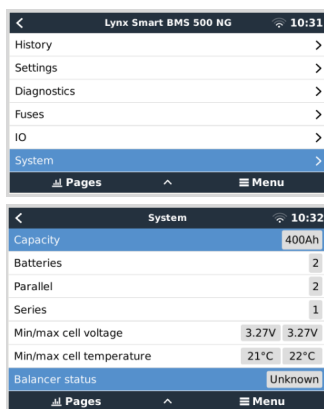 Lynx Smart BMS 500 NG 10:31
History
Settings
Diagnostics
Fuses
IO
System
Pages Menu
System 10:32
Capacity 400Ah
Batteries 2
Parallel 2
Series 1
Min/max cell voltage 3.27V 3.27V
Min/max cell temperature 21°C 22°C
Balancer status Unknown
Pages Menu